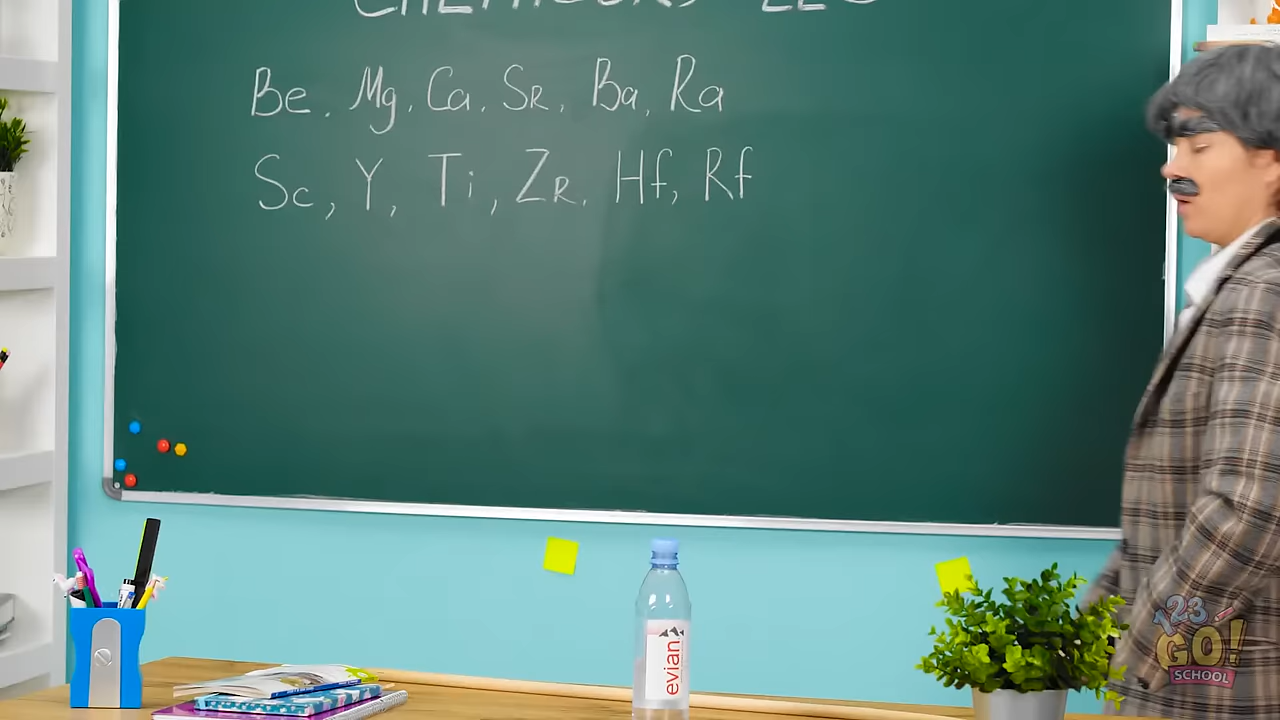 Be, Mg, Ca, SR, Ba, Ra
Sc, Y, Ti, ZR, Hf, Rf
evian
123
GO!
SCHOOL